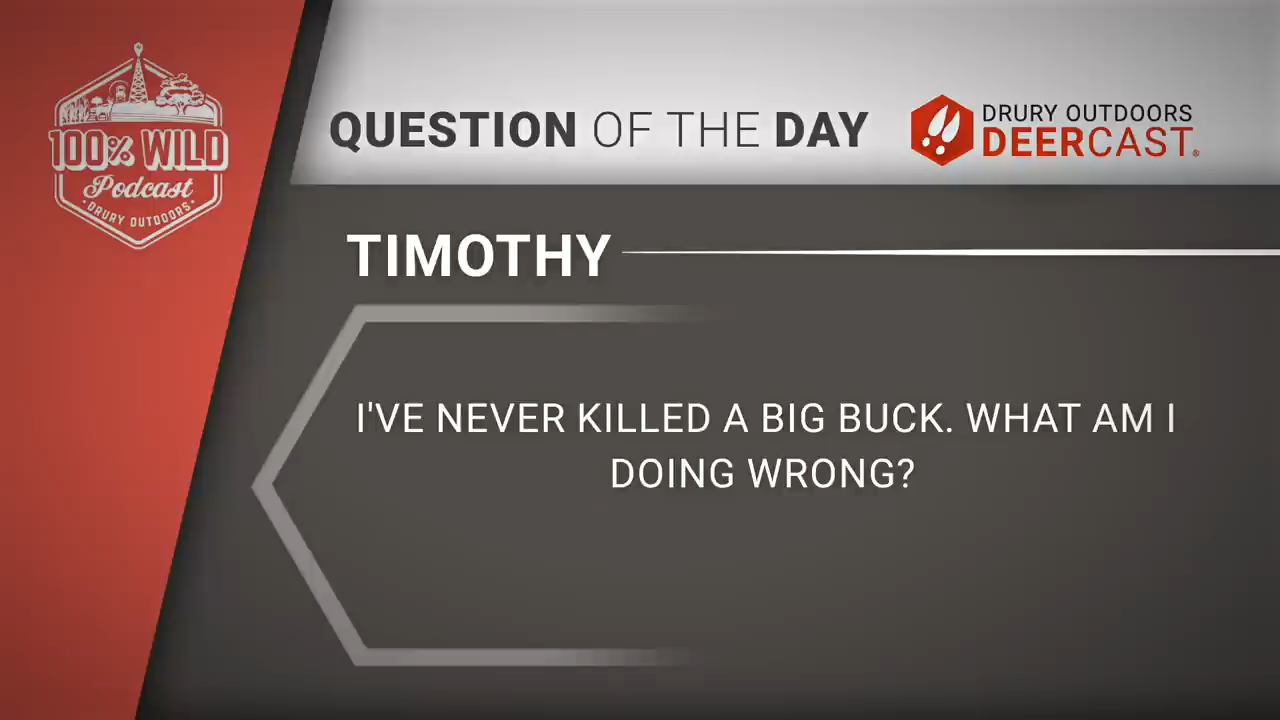 100% WILD
Podcast
• DRURY OUTDOORS •
QUESTION OF THE DAY
DRURY OUTDOORS
DEERCAST®
TIMOTHY
I'VE NEVER KILLED A BIG BUCK. WHAT AM I
DOING WRONG?